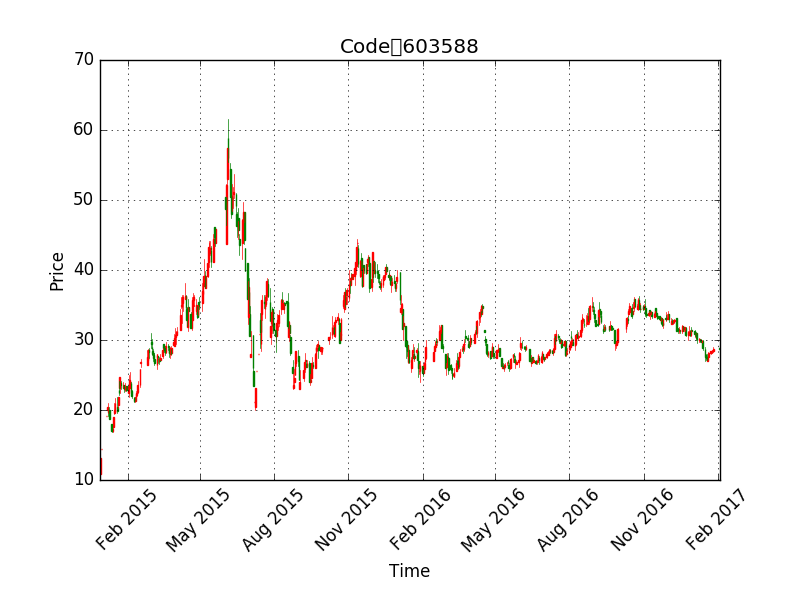 Code▯603588
70
60
50
40
30
20
10
Price
Feb 2015
May 2015
Aug 2015
Nov 2015
Feb 2016
May 2016
Aug 2016
Nov 2016
Feb 2017
Time